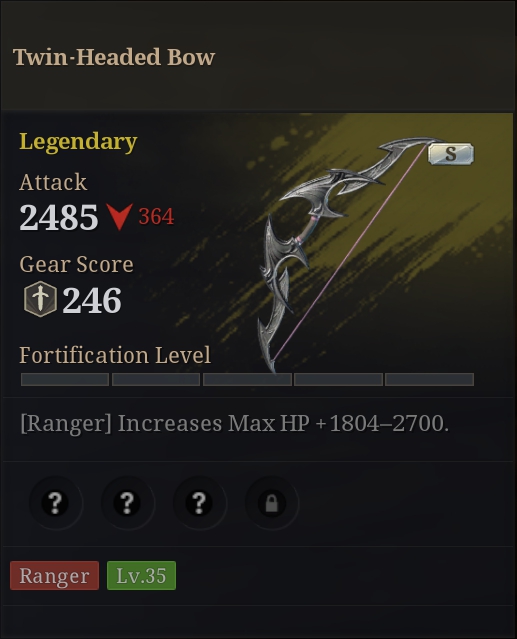 Twin-Headed Bow
Legendary
S
Attack
2485 364
Gear Score
246
Fortification Level
[Ranger] Increases Max HP +1804–2700.
? ? ?
Ranger Lv.35